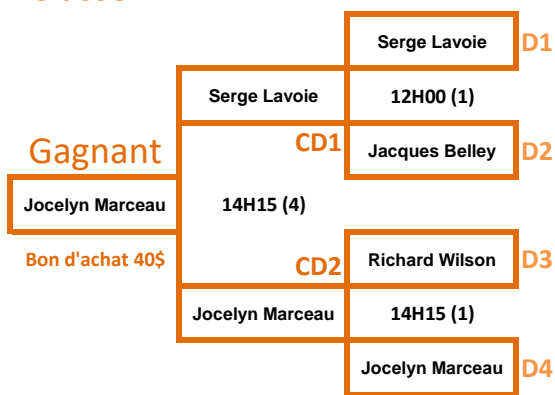 Serge Lavoie D1
Serge Lavoie 12H00 (1)
Gagnant CD1 Jacques Belley D2
Jocelyn Marceau 14H15 (4)
Bon d'achat 40$ CD2 Richard Wilson D3
Jocelyn Marceau 14H15 (1)
Jocelyn Marceau D4